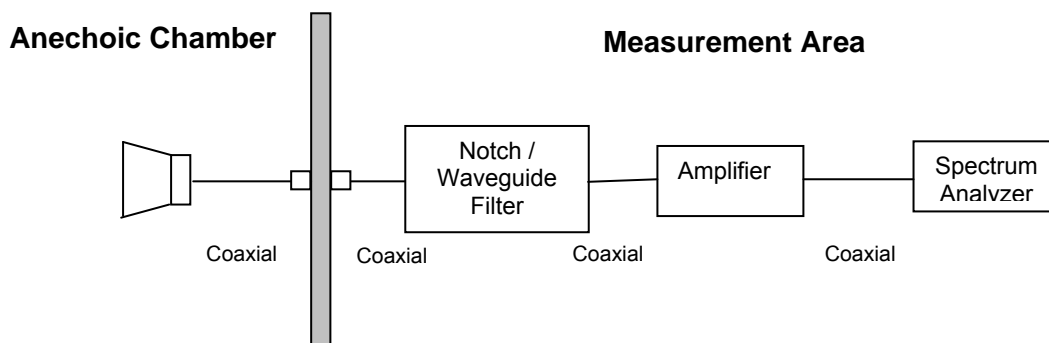 Anechoic Chamber
Measurement Area
Notch /
Waveguide
Filter
Amplifier
Spectrum
Analyzer
Coaxial
Coaxial
Coaxial
Coaxial